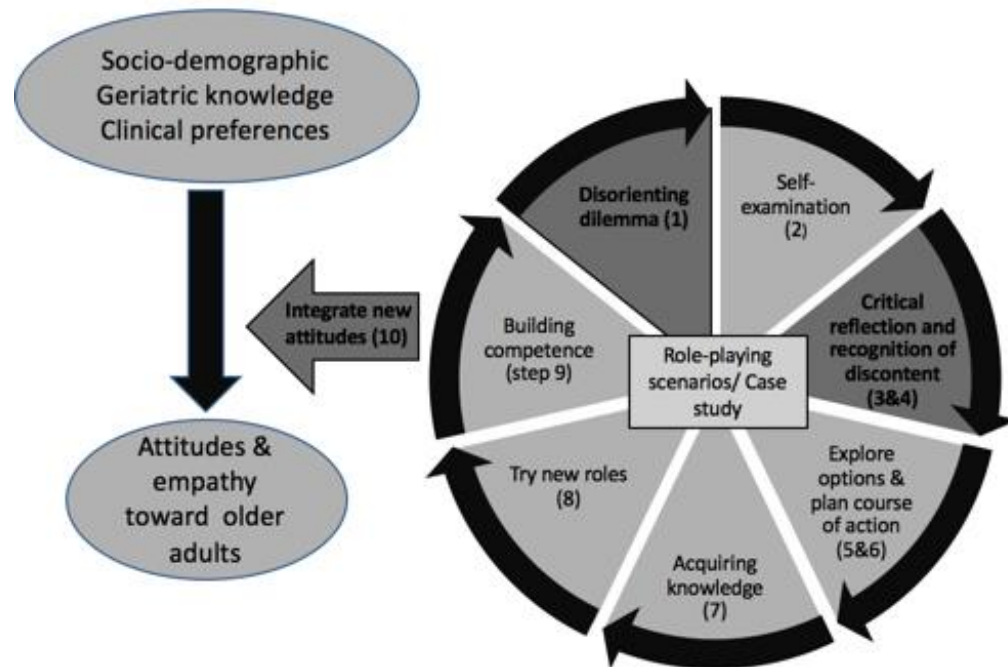 Socio-demographic
Geriatric knowledge
Clinical preferences
Integrate new
attitudes (10)
Attitudes &
empathy
toward older
adults
Disorienting
dilemma (1)
Self-
examination
(2)
Critical
reflection and
recognition of
discontent
(3&4)
Explore
options &
plan course
of action
(5&6)
Acquiring
knowledge
(7)
Try new roles
(8)
Building
competence
(step 9)
Role-playing
scenarios/ Case
study